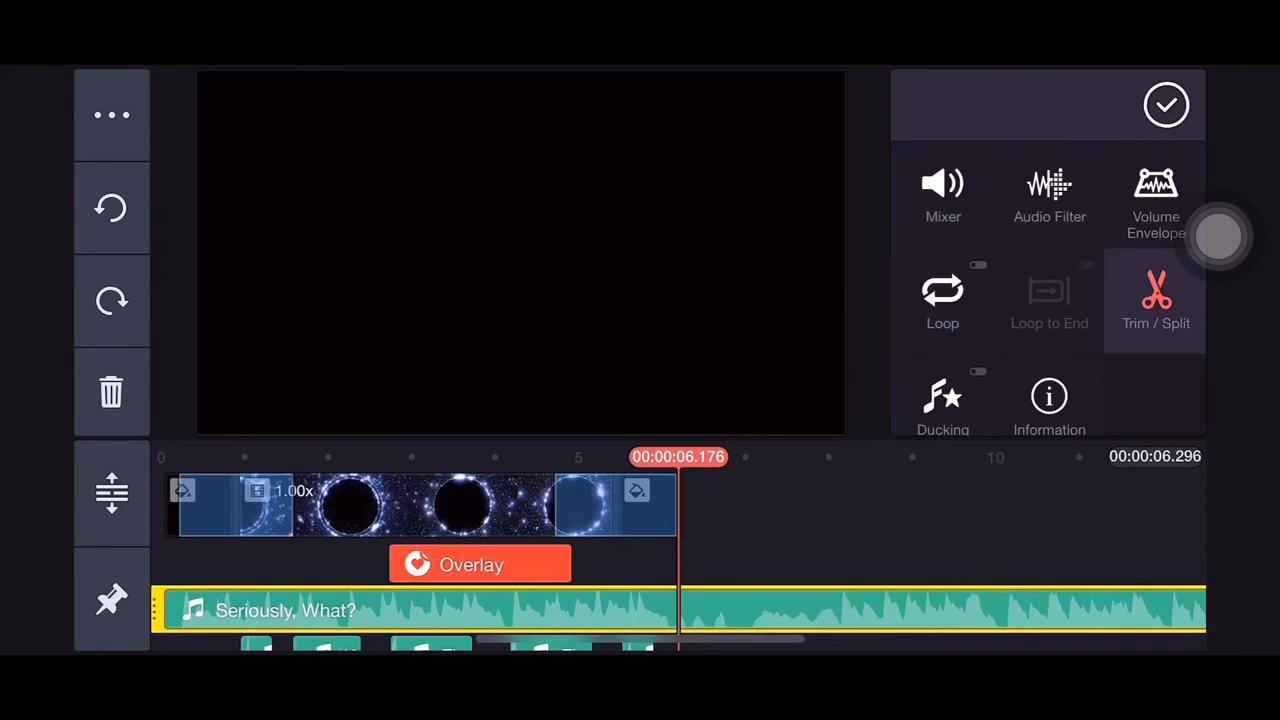 Mixer
Audio Filter
Volume
Envelope
Loop
Loop to End
Trim / Split
Ducking
Information
0
5
00:00:06.176
10
00:00:06.296
1.00x
Overlay
Seriously, What?